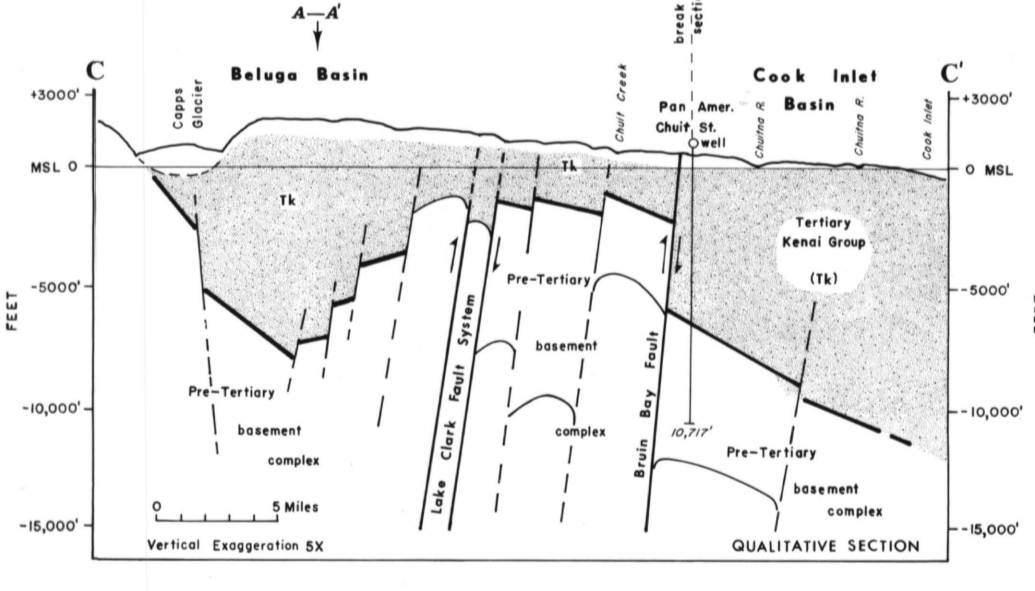 A—A'
break
secti
C
Beluga Basin
Cook Inlet
Basin
C'
+3000'
+3000'
Capps
Glacier
Chuit Creek
Pan Amer.
Chuit St.
well
Chuitna R.
Chuitna R.
Cook Inlet
MSL 0
0 MSL
Tk
Tk
Tertiary
Kenai Group
(Tk)
-5000'
-5000'
FEET
Pre-Tertiary
basement
complex
Pre-Tertiary
basement
complex
Lake Clark Fault System
Bruin Bay Fault
-10,000'
-10,000'
10,717'
Pre-Tertiary
basement
complex
0 5 Miles
-15,000'
-15,000'
Vertical Exaggeration 5X
QUALITATIVE SECTION